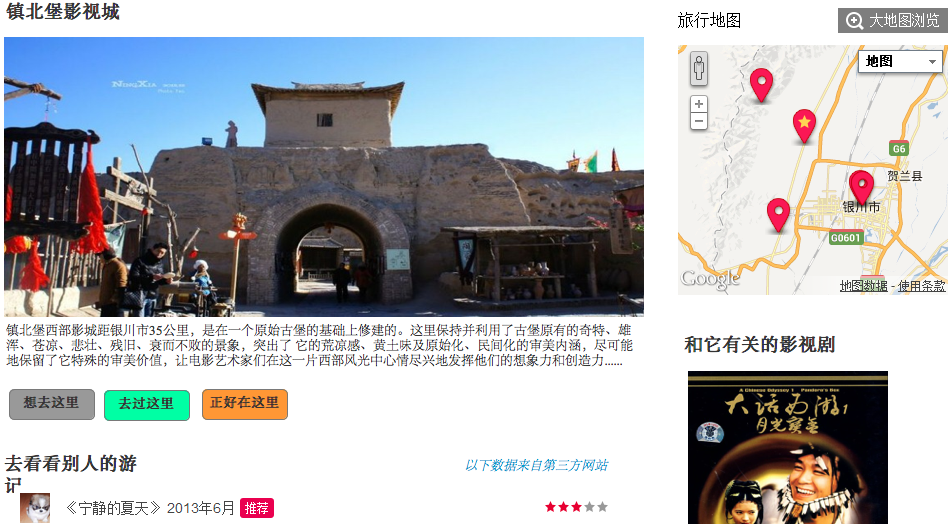 镇北堡影视城
NINGXIA
镇北堡西部影城距银川市35公里，是在一个原始古堡的基础上修建的。这里保持并利用了古堡原有的奇特、雄
浑、苍凉、悲壮、残旧、衰而不败的景象，突出了 它的荒凉感、黄土味及原始化、民间化的审美内涵，尽可能
地保留了它特殊的审美价值，让电影艺术家们在这一片西部风光中心情尽兴地发挥他们的想象力和创造力......
想去这里
去过这里
正好在这里
去看看别人的游
记
以下数据来自第三方网站
《宁静的夏天》 2013年6月 推荐
旅行地图
大地图浏览
地图
G6
贺兰县
银川市
G0601
Google
地图数据 - 使用条款
和它有关的影视剧
A Chinese Odyssey 1 Pandora's Box
大话西游1
月光宝盒